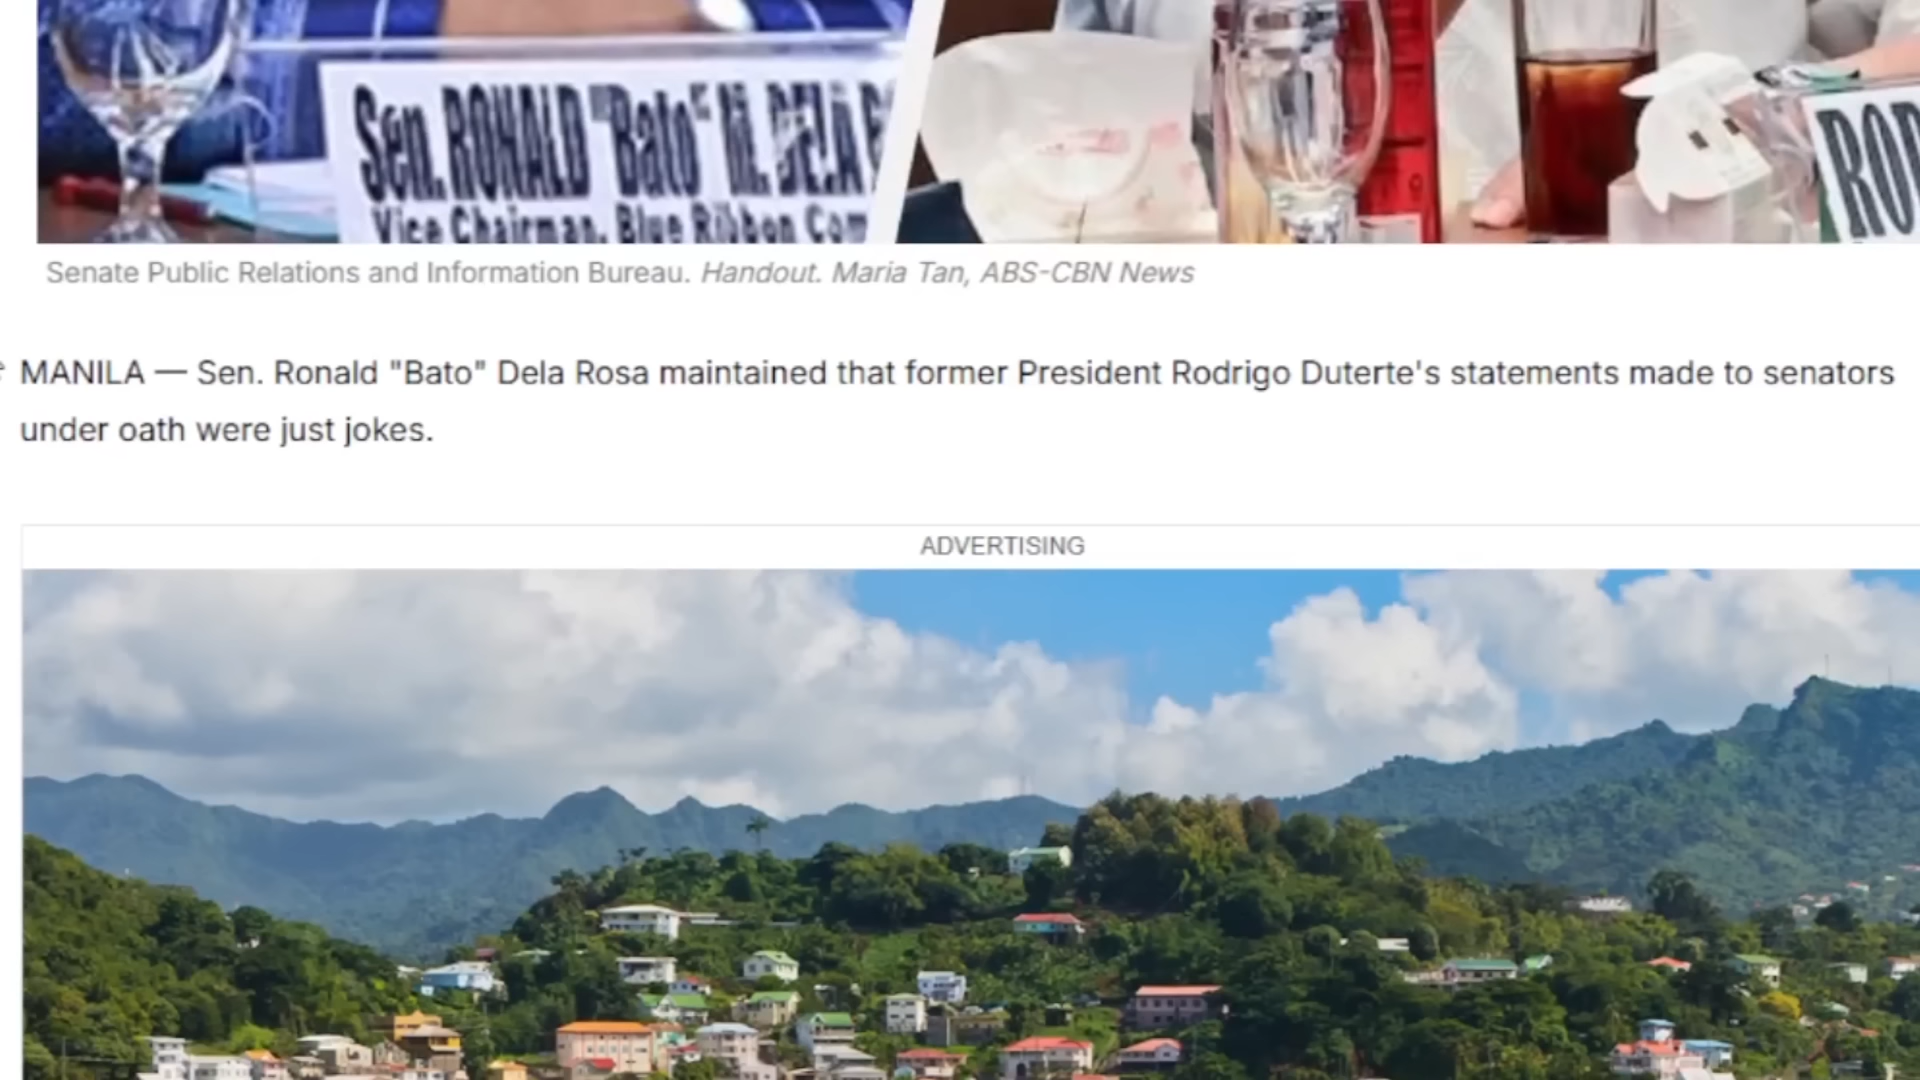 Sen. RONALD "Bato" M. DELA
Vice Chairman, Blue Ribbon Com
Senate Public Relations and Information Bureau. Handout. Maria Tan, ABS-CBN News
MANILA — Sen. Ronald "Bato" Dela Rosa maintained that former President Rodrigo Duterte's statements made to senators
under oath were just jokes.
ADVERTISING